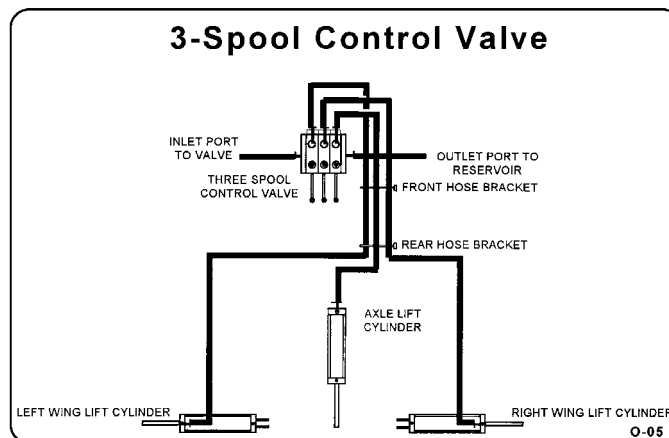 3-Spool Control Valve
INLET PORT
TO VALVE
OUTLET PORT TO
RESERVOIR
THREE SPOOL
CONTROL VALVE
FRONT HOSE BRACKET
REAR HOSE BRACKET
AXLE LIFT
CYLINDER
LEFT WING LIFT CYLINDER
RIGHT WING LIFT CYLINDER
O-05